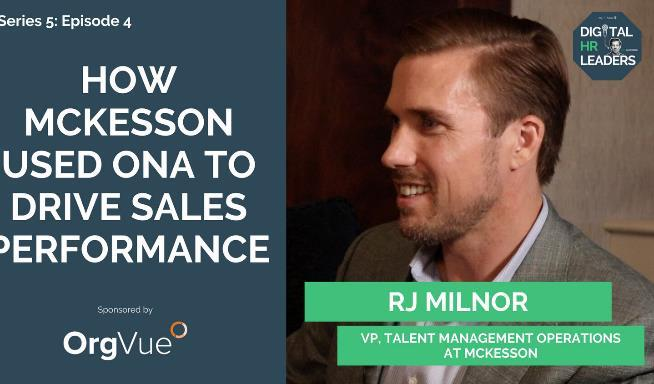 Series 5: Episode 4
HOW
MCKESSON
USED ONA TO
DRIVE SALES
PERFORMANCE
Sponsored by
OrgVue
DIGITAL
HR
LEADERS
RJ MILNOR
VP, TALENT MANAGEMENT OPERATIONS
AT MCKESSON